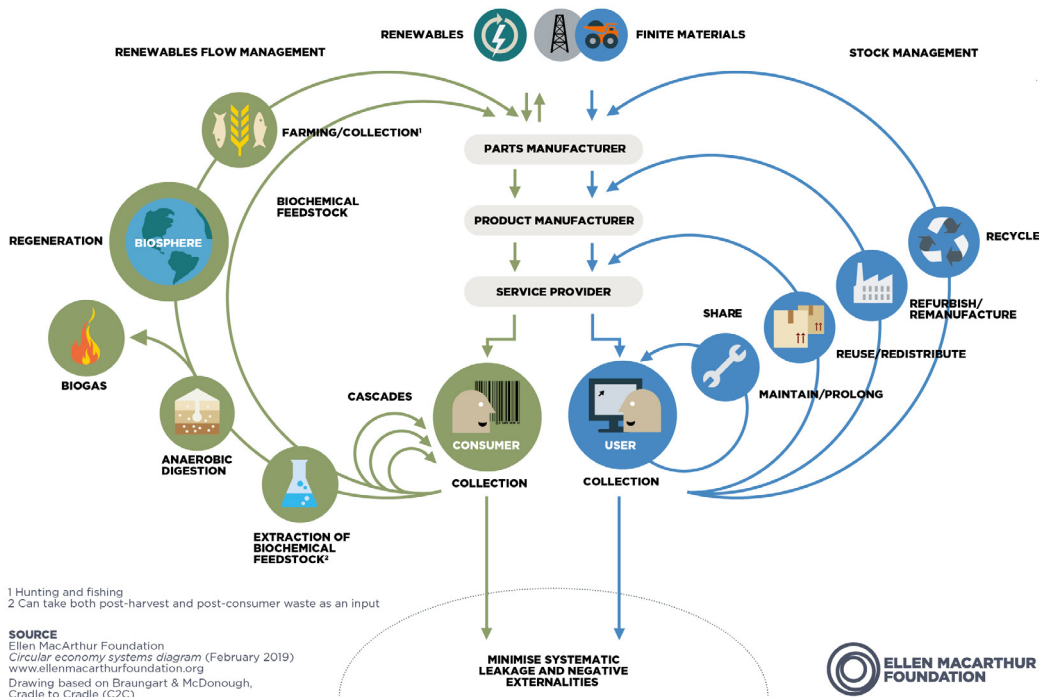 RENEWABLES
FINITE MATERIALS
RENEWABLES FLOW MANAGEMENT
STOCK MANAGEMENT
FARMING/COLLECTION¹
PARTS MANUFACTURER
BIOCHEMICAL
FEEDSTOCK
PRODUCT MANUFACTURER
REGENERATION
BIOSPHERE
RECYCLE
SERVICE PROVIDER
REFURBISH/
REMANUFACTURE
SHARE
REUSE/REDISTRIBUTE
BIOGAS
MAINTAIN/PROLONG
CASCADES
CONSUMER
USER
ANAEROBIC
DIGESTION
COLLECTION
COLLECTION
EXTRACTION OF
BIOCHEMICAL
FEEDSTOCK²
1 Hunting and fishing
2 Can take both post-harvest and post-consumer waste as an input
SOURCE
Ellen MacArthur Foundation
Circular economy systems diagram (February 2019)
www.ellenmacarthurfoundation.org
Drawing based on Braungart & McDonough,
Cradle to Cradle (C2C)
MINIMISE SYSTEMATIC
LEAKAGE AND NEGATIVE
EXTERNALITIES
ELLEN MACARTHUR
FOUNDATION